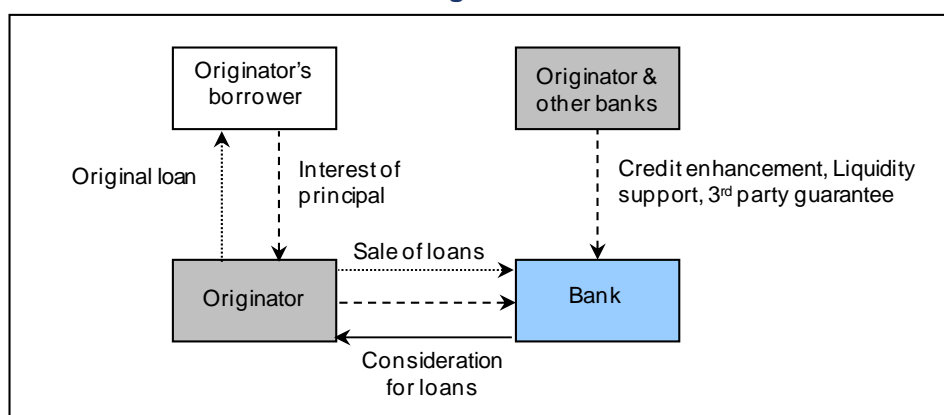 Originator's
borrower
Originator &
other banks
Original loan
Interest of
principal
Credit enhancement, Liquidity
support, 3rd party guarantee
Sale of loans
Originator
Bank
Consideration
for loans